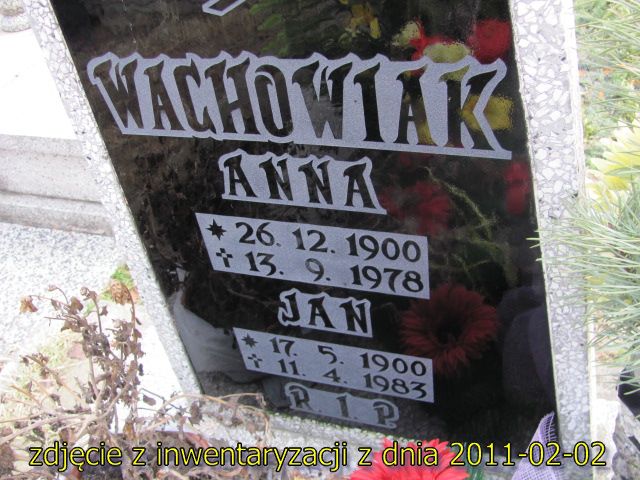 WACHOWIAK
ANNA
* 26. 12. 1900
† 13. 9. 1978
JAN
* 17. 5. 1900
† 11. 4. 1983
R. I. P.
zdjęcie z inwentaryzacji z dnia 2011-02-02